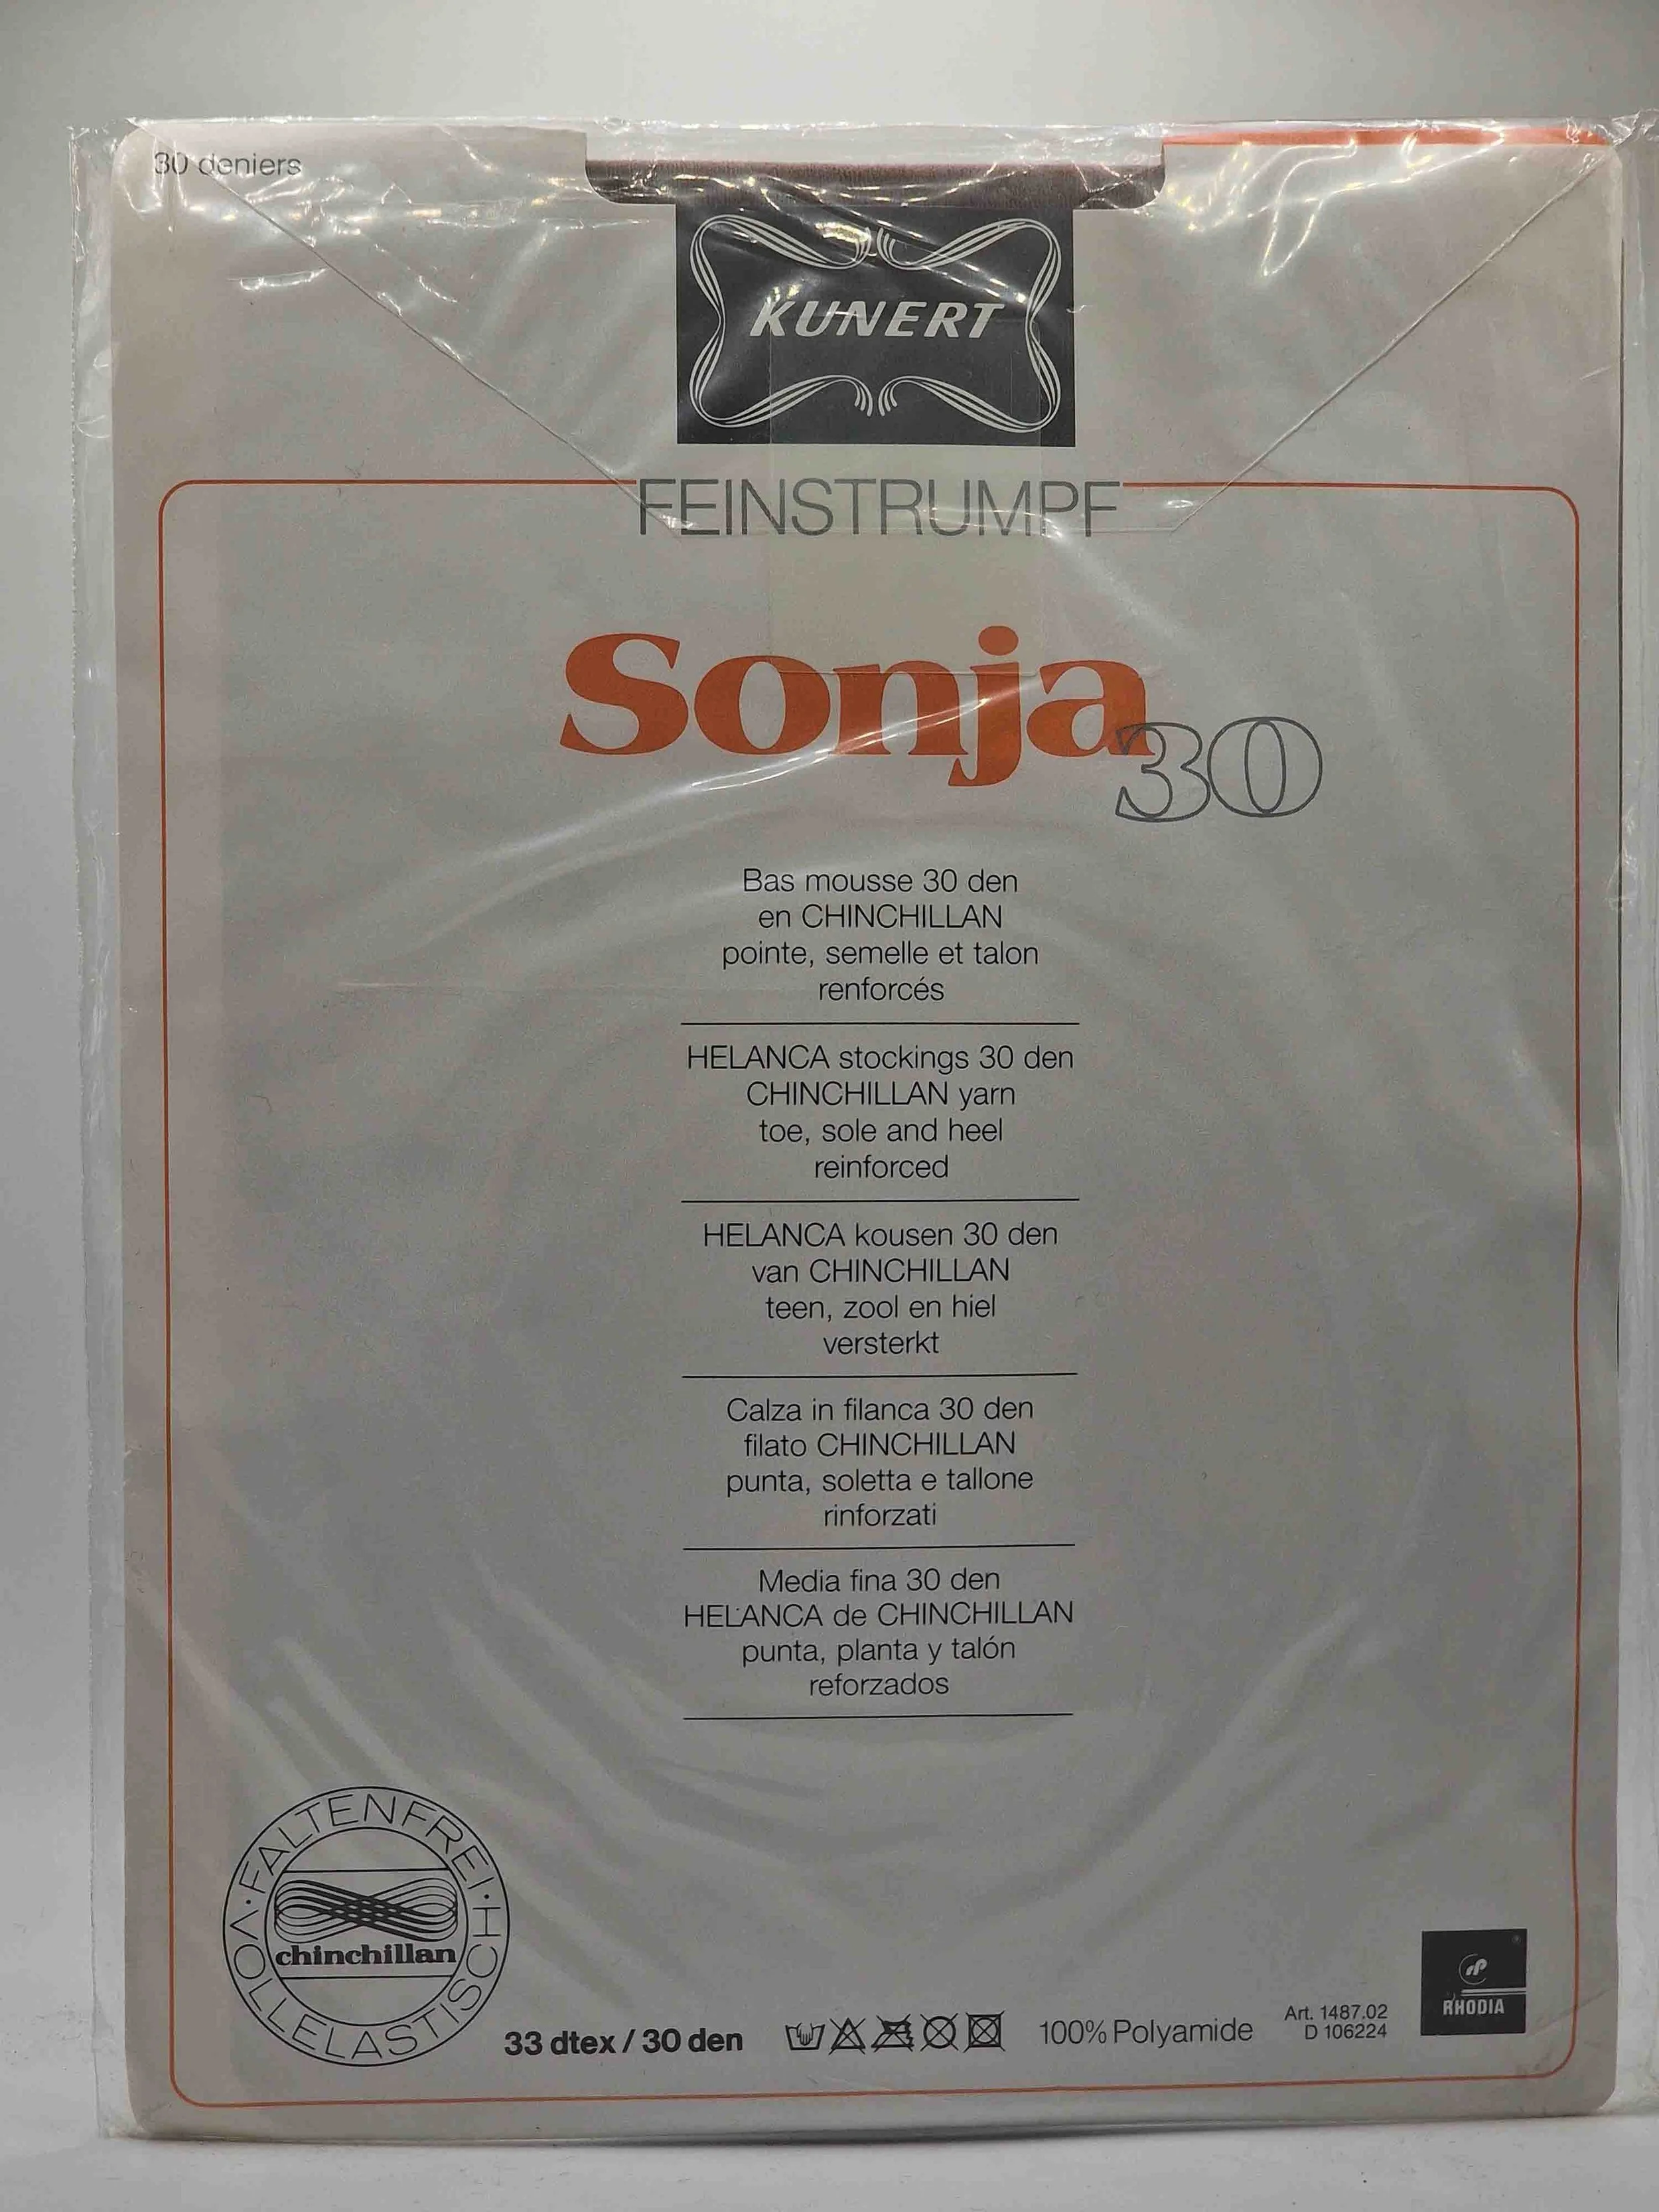 30 deniers
KUNERT
FEINSTRUMPF
Sonja
30
Bas mousse 30 den
en CHINCHILLAN
pointe, semelle et talon
renforcés
HELANCA stockings 30 den
CHINCHILLAN yarn
toe, sole and heel
reinforced
HELANCA kousen 30 den
van CHINCHILLAN
teen, zool en hiel
versterkt
Calza in filanca 30 den
filato CHINCHILLAN
punta, soletta e tallone
rinforzati
Media fina 30 den
HELANCA de CHINCHILLAN
punta, planta y talón
reforzados
· FALTENFREI ·
chinchillan
VOLLELASTISCH
33 dtex / 30 den
100% Polyamide
Art. 1487.02
D 106224
RHODIA